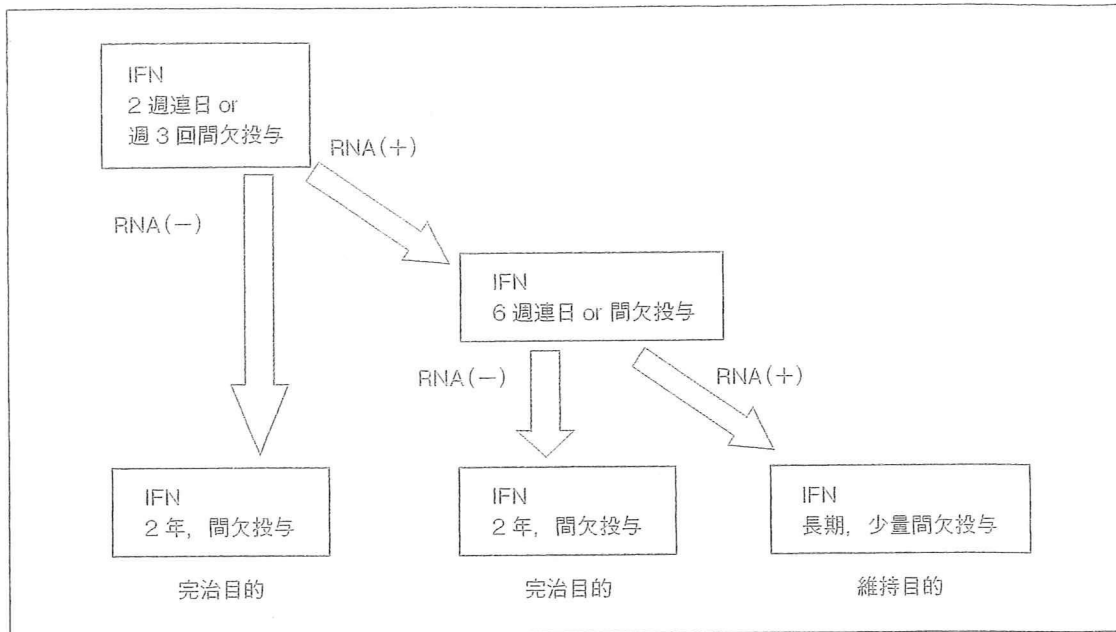 IFN
2週連日 or
週3回間欠投与
RNA(+)
RNA(−)
IFN
6週連日 or 間欠投与
RNA(−)
RNA(+)
IFN
2年，間欠投与
IFN
2年，間欠投与
IFN
長期，少量間欠投与
完治目的
完治目的
維持目的